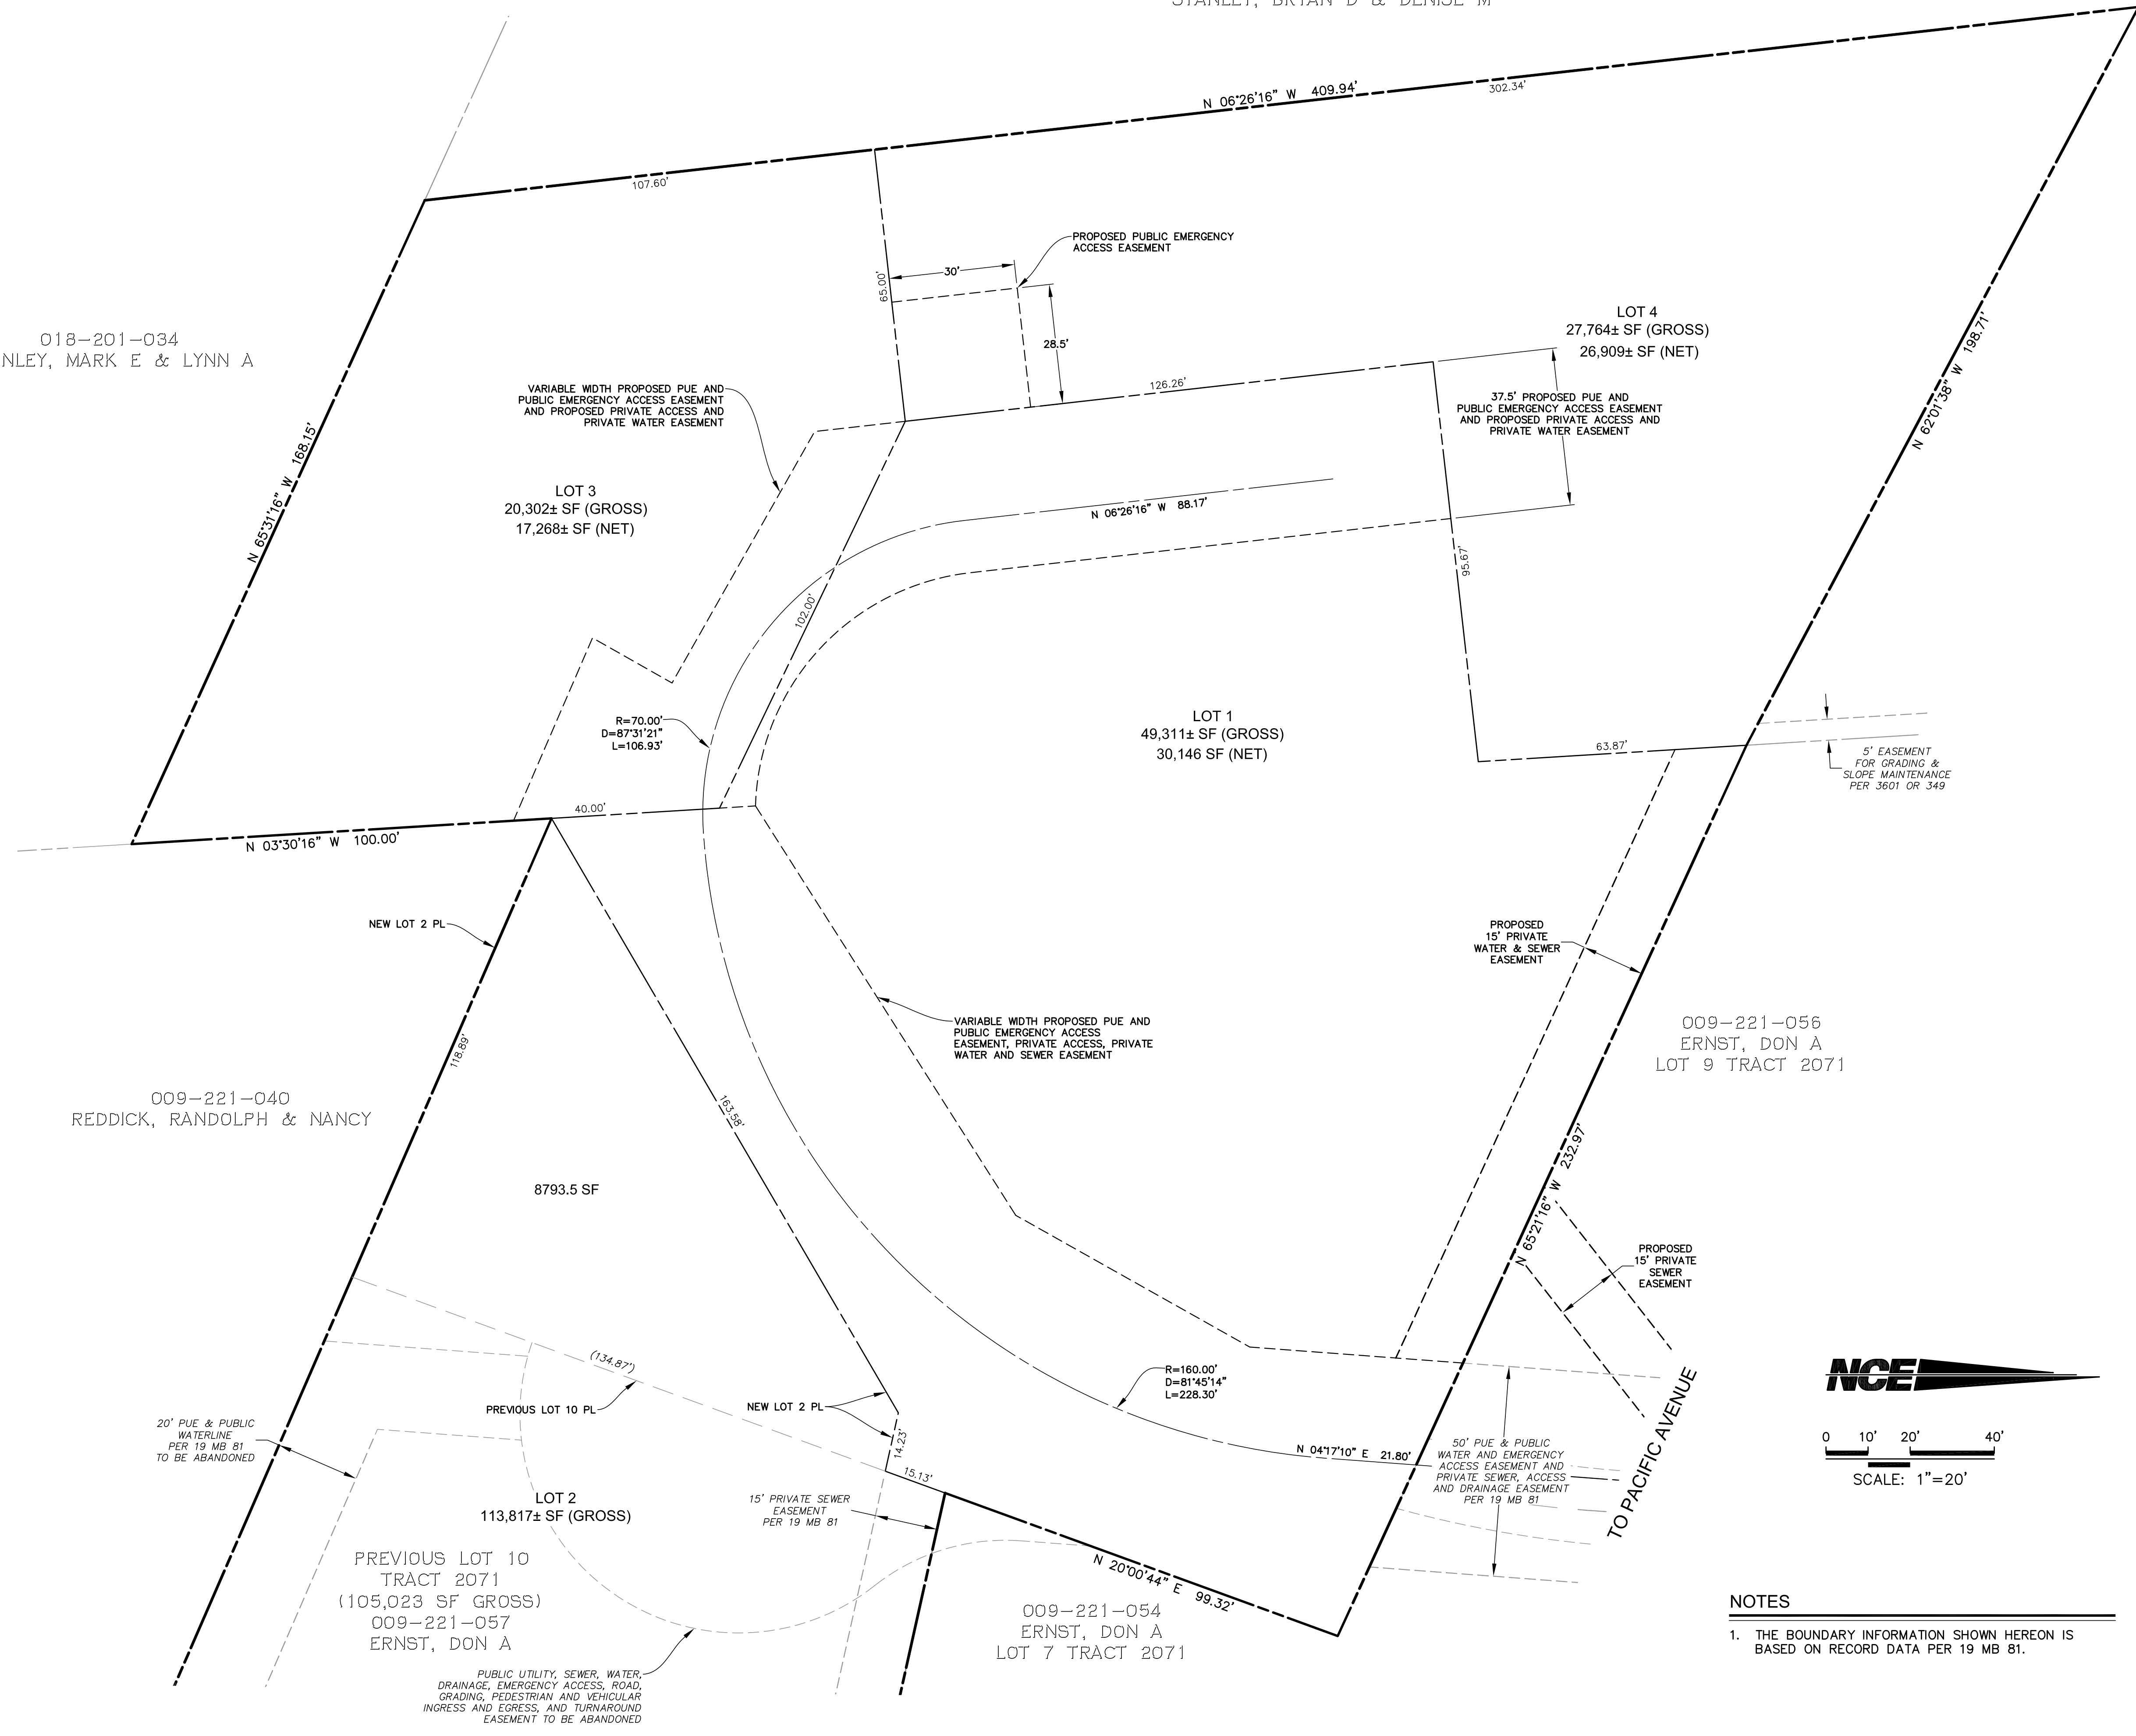 STANLEY, BRYAN D & DENISE M
N 06°26'16" W 409.94'
302.34'
107.60'
PROPOSED PUBLIC EMERGENCY
ACCESS EASEMENT
30'
65.00'
28.5'
LOT 4
27,764± SF (GROSS)
26,909± SF (NET)
N 62°01'38" W 198.71'
018-201-034
NLEY, MARK E & LYNN A
VARIABLE WIDTH PROPOSED PUE AND
PUBLIC EMERGENCY ACCESS EASEMENT
AND PROPOSED PRIVATE ACCESS AND
PRIVATE WATER EASEMENT
126.26'
37.5' PROPOSED PUE AND
PUBLIC EMERGENCY ACCESS EASEMENT
AND PROPOSED PRIVATE ACCESS AND
PRIVATE WATER EASEMENT
N 65°31'16" W 168.15'
LOT 3
20,302± SF (GROSS)
17,268± SF (NET)
N 06°26'16" W 88.17'
95.67'
102.00'
R=70.00'
D=87°31'21"
L=106.93'
LOT 1
49,311± SF (GROSS)
30,146 SF (NET)
63.87'
5' EASEMENT
FOR GRADING &
SLOPE MAINTENANCE
PER 3601 OR 349
40.00'
N 03°30'16" W 100.00'
NEW LOT 2 PL
PROPOSED
15' PRIVATE
WATER & SEWER
EASEMENT
118.89'
VARIABLE WIDTH PROPOSED PUE AND
PUBLIC EMERGENCY ACCESS
EASEMENT, PRIVATE ACCESS, PRIVATE
WATER AND SEWER EASEMENT
009-221-056
ERNST, DON A
LOT 9 TRACT 2071
009-221-040
REDDICK, RANDOLPH & NANCY
163.58'
8793.5 SF
N 65°21'16" W 232.97'
PROPOSED
15' PRIVATE
SEWER
EASEMENT
(134.87')
R=160.00'
D=81°45'14"
L=228.30'
PREVIOUS LOT 10 PL
NEW LOT 2 PL
14.23'
15.13'
20' PUE & PUBLIC
WATERLINE
PER 19 MB 81
TO BE ABANDONED
N 04°17'10" E 21.80'
50' PUE & PUBLIC
WATER AND EMERGENCY
ACCESS EASEMENT AND
PRIVATE SEWER, ACCESS
AND DRAINAGE EASEMENT
PER 19 MB 81
TO PACIFIC AVENUE
NCE
0 10' 20' 40'
SCALE: 1"=20'
LOT 2
113,817± SF (GROSS)
15' PRIVATE SEWER
EASEMENT
PER 19 MB 81
PREVIOUS LOT 10
TRACT 2071
(105,023 SF GROSS)
009-221-057
ERNST, DON A
N 20°00'44" E 99.32'
009-221-054
ERNST, DON A
LOT 7 TRACT 2071
PUBLIC UTILITY, SEWER, WATER,
DRAINAGE, EMERGENCY ACCESS, ROAD,
GRADING, PEDESTRIAN AND VEHICULAR
INGRESS AND EGRESS, AND TURNAROUND
EASEMENT TO BE ABANDONED
NOTES
1. THE BOUNDARY INFORMATION SHOWN HEREON IS
BASED ON RECORD DATA PER 19 MB 81.